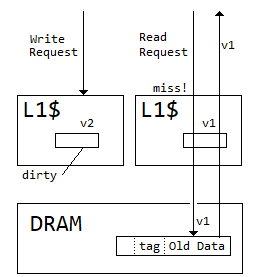 Write
Request
Read
Request
v1
miss!
L1$
v2
L1$
v1
dirty
DRAM
v1
tag
Old Data